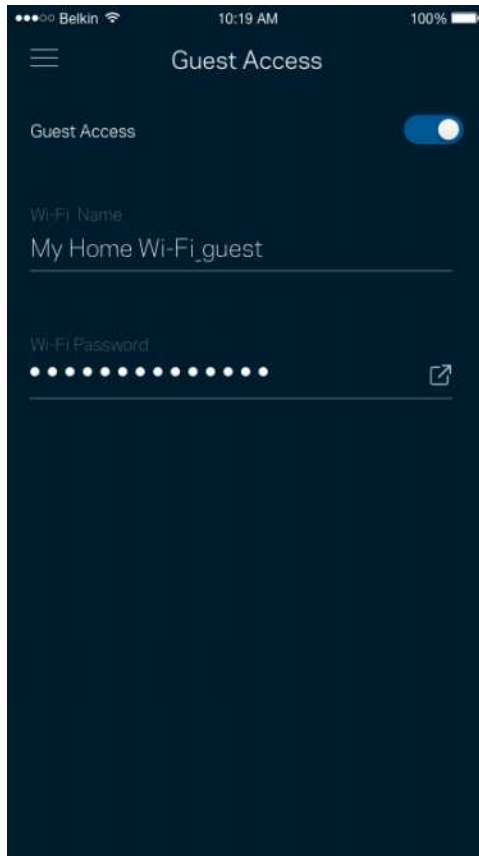 Belkin 10:19 AM 100%
Guest Access
Guest Access
Wi-Fi Name
My Home Wi-Fi_guest
Wi-Fi Password
••••••••••••••